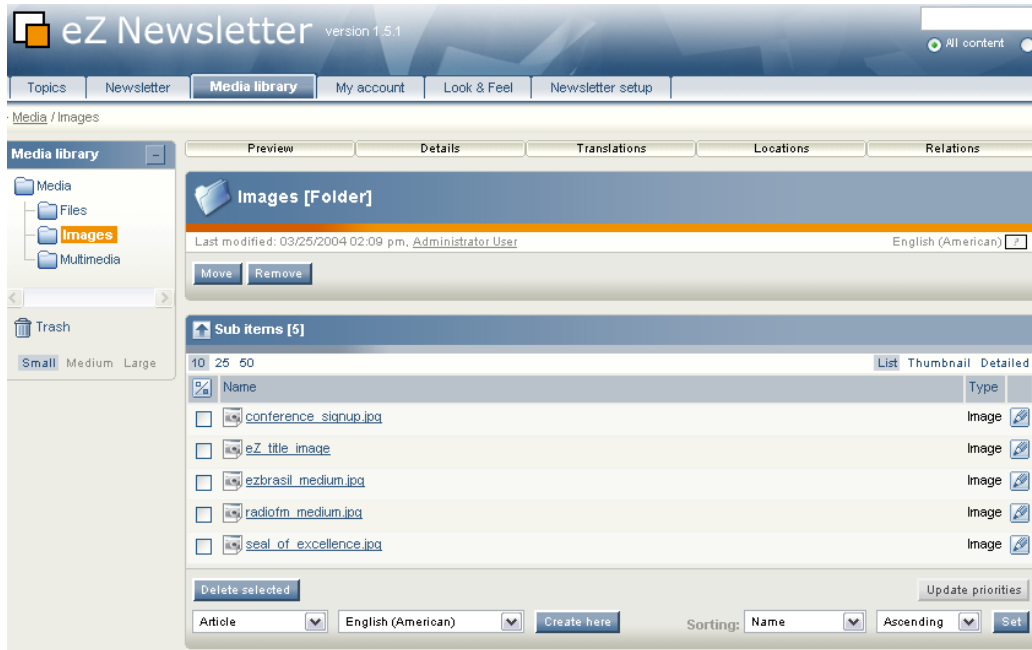 eZ Newsletter version 1.5.1
All content
Topics Newsletter Media library My account Look & Feel Newsletter setup
Media / Images
Media library
Media
Files
Images
Multimedia
Trash
Small Medium Large
Preview Details Translations Locations Relations
Images [Folder]
Last modified: 03/25/2004 02:09 pm, Administrator User English (American)
Move Remove
Sub items [5]
10 25 50 List Thumbnail Detailed
Name Type
conference_signup.jpg Image
eZ_title_image Image
ezbrasil_medium.jpg Image
radiofm_medium.jpg Image
seal_of_excellence.jpg Image
Delete selected Update priorities
Article English (American) Create here Sorting: Name Ascending Set